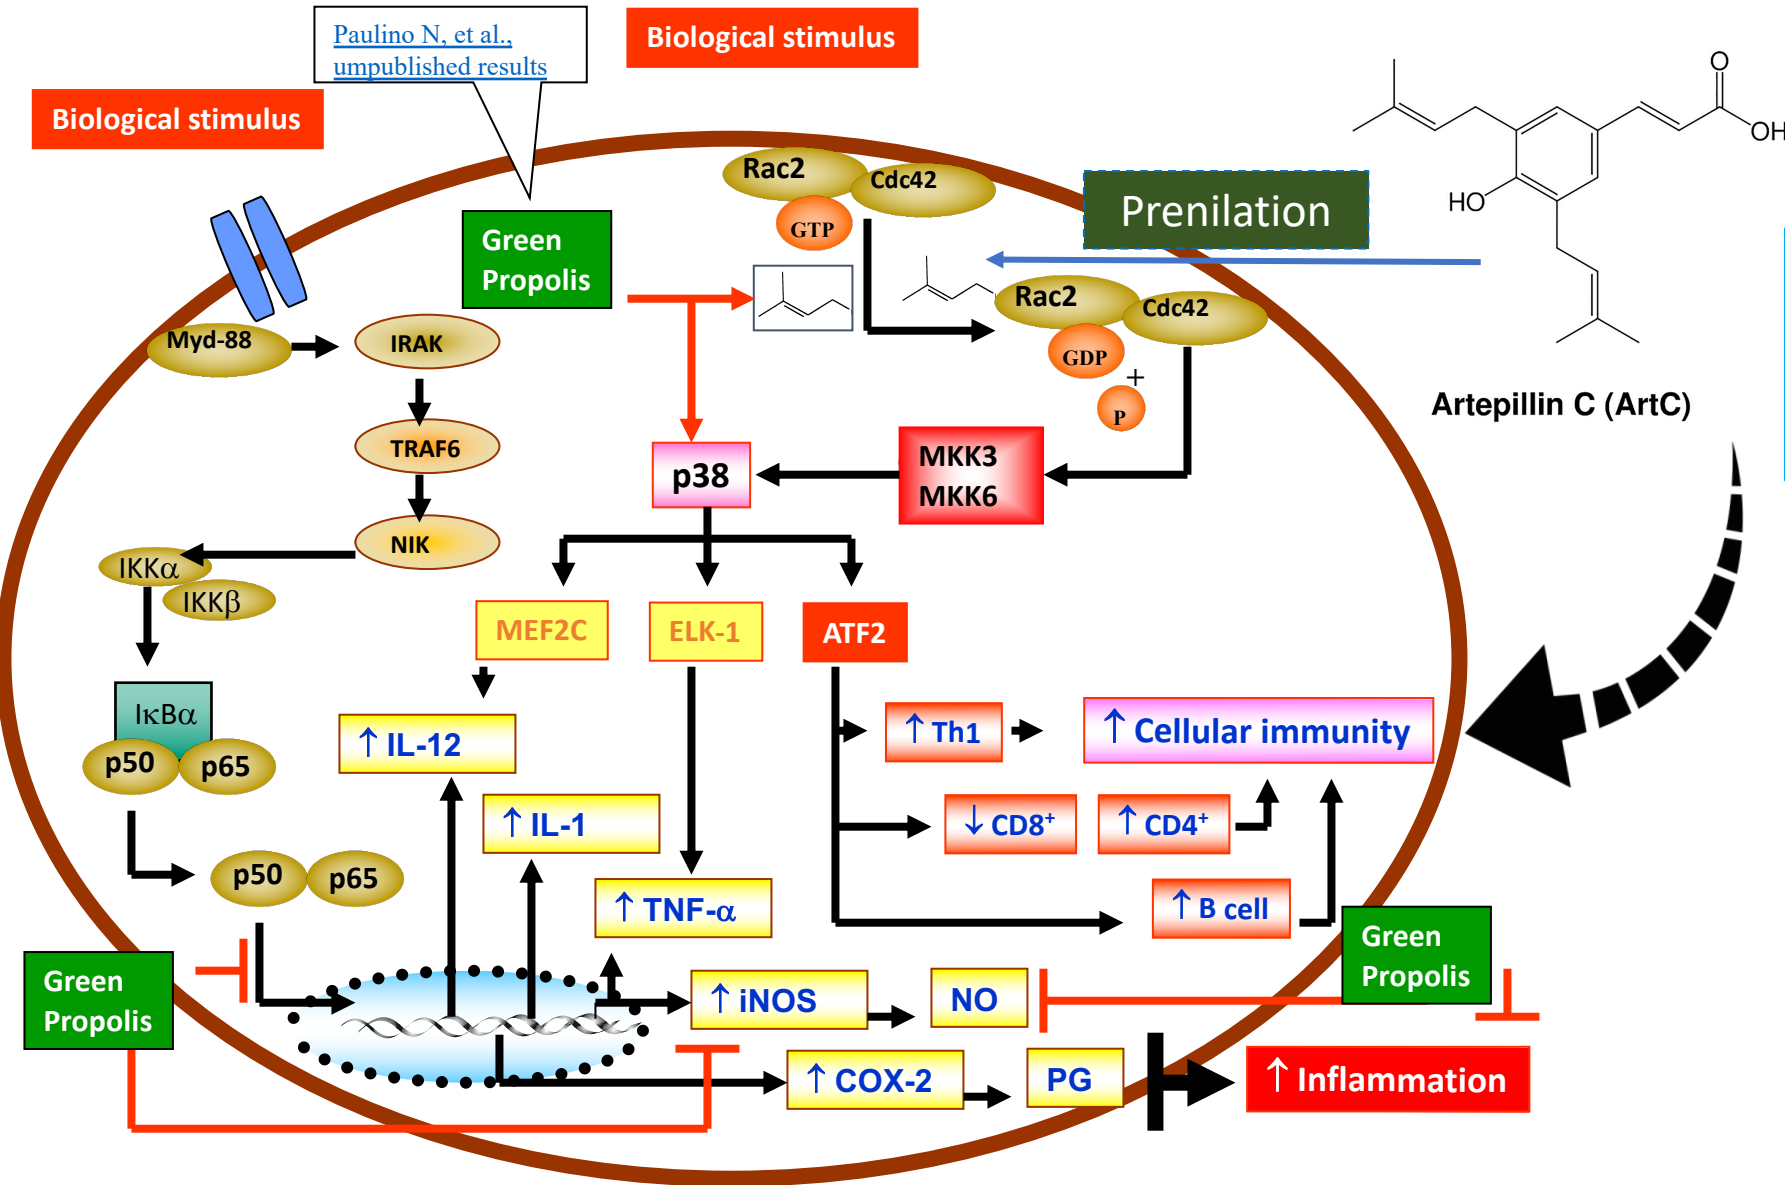 Paulino N, et al.,
umpublished results
Biological stimulus
Biological stimulus
O
OH
HO
Artepillin C (ArtC)
Prenilation
Rac2
Cdc42
GTP
Green
Propolis
Rac2
Cdc42
GDP
+
P
Myd-88
IRAK
TRAF6
NIK
IKKα
IKKβ
p38
MKK3
MKK6
MEF2C
ELK-1
ATF2
IκBα
p50
p65
↑ IL-12
↑ Th1
↑ Cellular immunity
↑ IL-1
↓ CD8+
↑ CD4+
p50
p65
↑ TNF-α
↑ B cell
Green
Propolis
Green
Propolis
↑ iNOS
NO
↑ COX-2
PG
↑ Inflammation